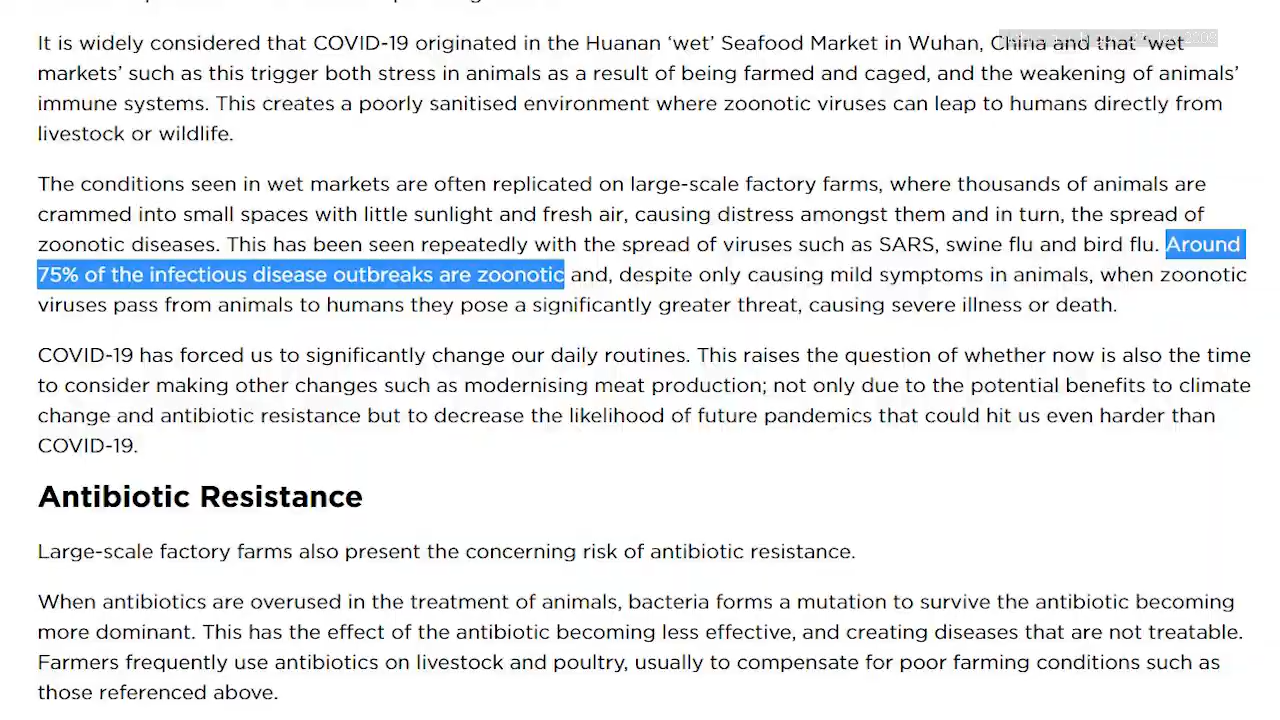 It is widely considered that COVID-19 originated in the Huanan ‘wet’ Seafood Market in Wuhan, China and that ‘wet
markets’ such as this trigger both stress in animals as a result of being farmed and caged, and the weakening of animals’
immune systems. This creates a poorly sanitised environment where zoonotic viruses can leap to humans directly from
livestock or wildlife.
The conditions seen in wet markets are often replicated on large-scale factory farms, where thousands of animals are
crammed into small spaces with little sunlight and fresh air, causing distress amongst them and in turn, the spread of
zoonotic diseases. This has been seen repeatedly with the spread of viruses such as SARS, swine flu and bird flu. Around
75% of the infectious disease outbreaks are zoonotic and, despite only causing mild symptoms in animals, when zoonotic
viruses pass from animals to humans they pose a significantly greater threat, causing severe illness or death.
COVID-19 has forced us to significantly change our daily routines. This raises the question of whether now is also the time
to consider making other changes such as modernising meat production; not only due to the potential benefits to climate
change and antibiotic resistance but to decrease the likelihood of future pandemics that could hit us even harder than
COVID-19.
Antibiotic Resistance
Large-scale factory farms also present the concerning risk of antibiotic resistance.
When antibiotics are overused in the treatment of animals, bacteria forms a mutation to survive the antibiotic becoming
more dominant. This has the effect of the antibiotic becoming less effective, and creating diseases that are not treatable.
Farmers frequently use antibiotics on livestock and poultry, usually to compensate for poor farming conditions such as
those referenced above.